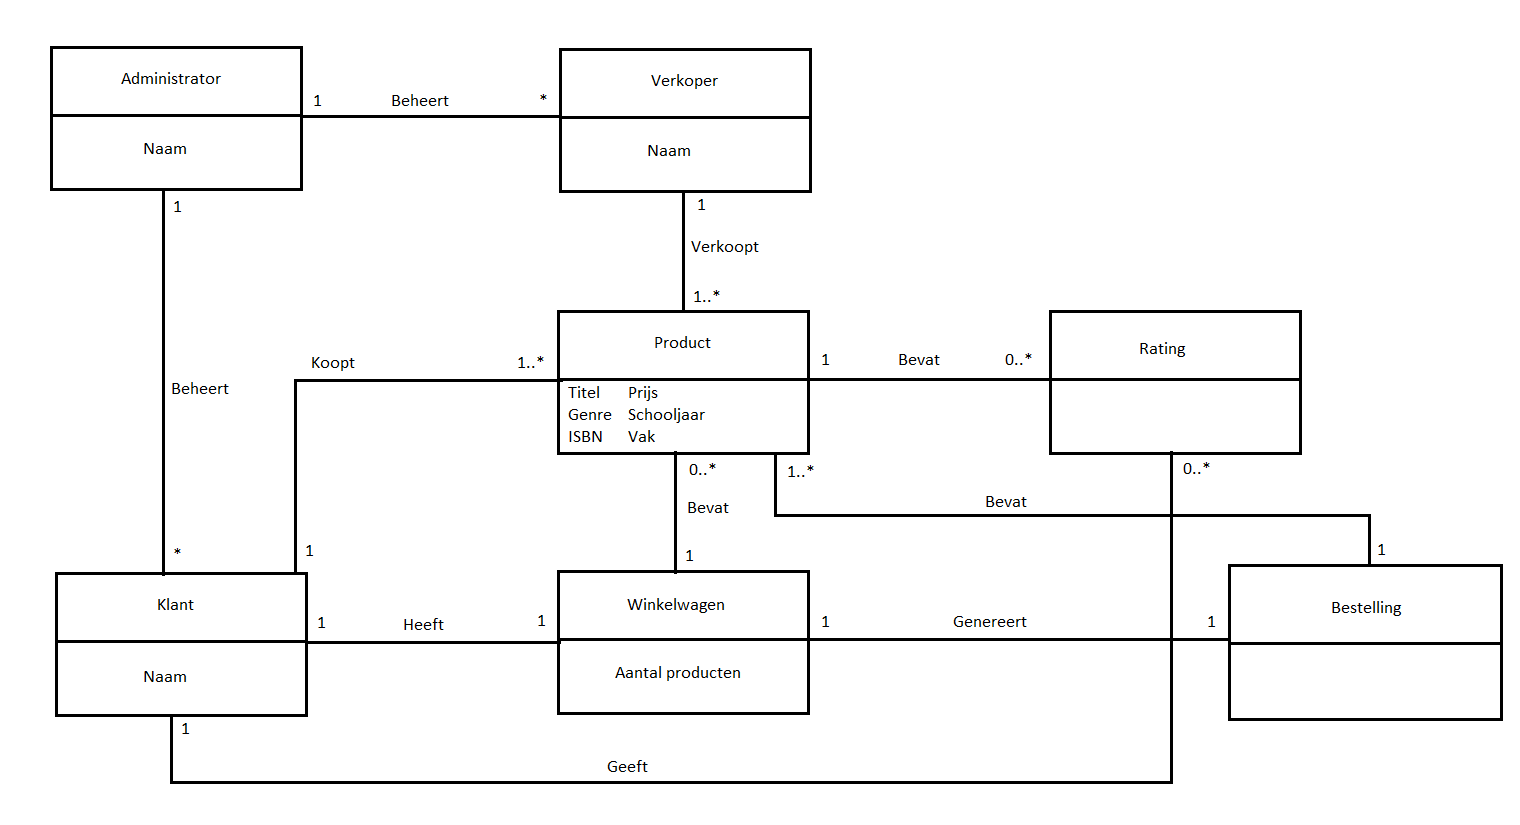 Administrator
Naam
1 Beheert *
Verkoper
Naam
1
Beheert
*
1
Verkoopt
1..*
Product
Titel Prijs
Genre Schooljaar
ISBN Vak
1 Bevat 0..*
Rating
Koopt 1..*
1
0..*
Bevat
1
1..*
Bevat
1
0..*
Klant
Naam
1 Heeft 1
Winkelwagen
Aantal producten
1 Genereert 1
Bestelling
1
Geeft